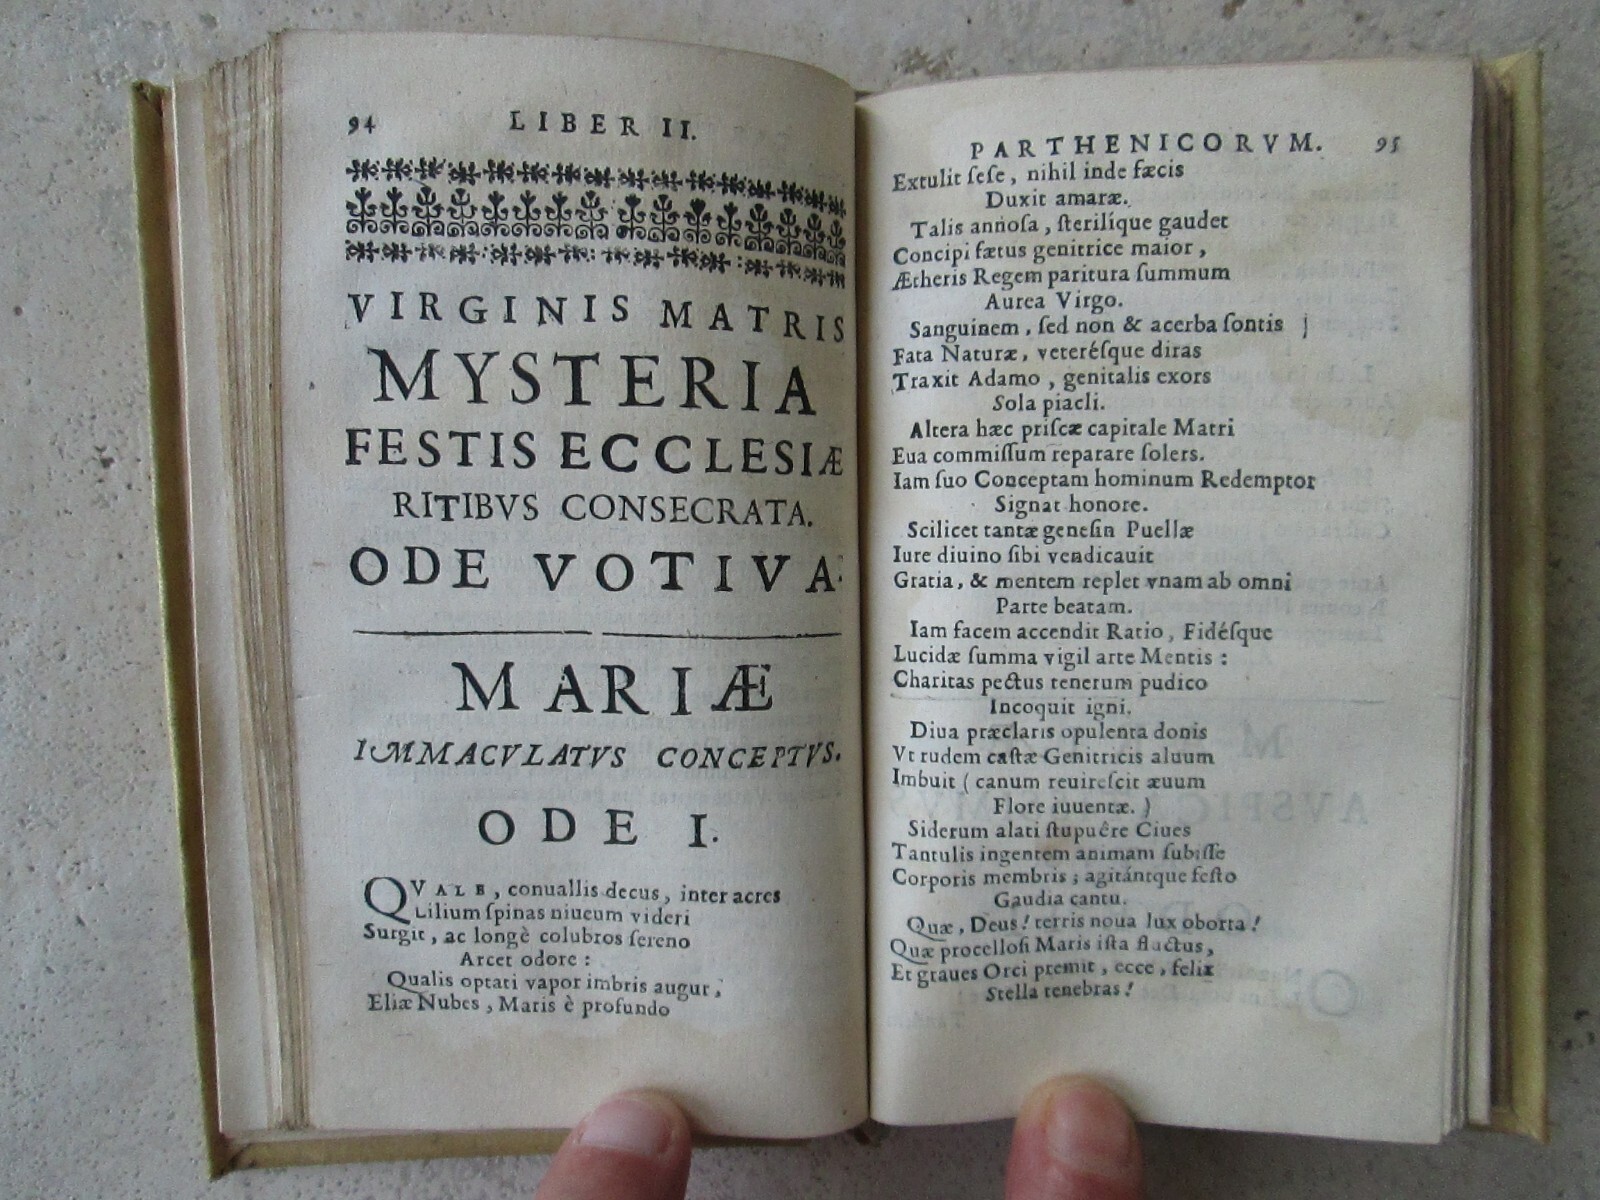 94 LIBER II.
VIRGINIS MATRIS
MYSTERIA
FESTIS ECCLESIÆ
RITIBVS CONSECRATA.
ODE VOTIVA.
MARIÆ
IMMACVLATVS CONCEPTVS.
ODE I.
QVALE, conuallis decus, inter acres
Lilium ſpinas niueum videri
Surgit, ac longè colubros ſereno
Arcet odore:
Qualis optati vapor imbris augur,
Eliæ Nubes, Maris è profundo
PARTHENICORVM. 95
Extulit ſeſe, nihil inde fæcis
Duxit amaræ.
Talis annoſa, ſterilíque gaudet
Concipi fætus genitrice maior,
Ætheris Regem paritura ſummum
Aurea Virgo.
Sanguinem, ſed non & acerba ſontis
Fata Naturæ, veteréſque diras
Traxit Adamo, genitalis exors
Sola piacli.
Altera hæc priſcæ capitale Matri
Eua commiſſum reparare ſolers.
Iam ſuo Conceptam hominum Redemptor
Signat honore.
Scilicet tantæ geneſin Puellæ
Iure diuino ſibi vendicauit
Gratia, & mentem replet vnam ab omni
Parte beatam.
Iam facem accendit Ratio, Fidéſque
Lucidæ ſumma vigil arte Mentis:
Charitas pectus tenerum pudico
Incoquit igni.
Diua præclaris opulenta donis
Vt rudem caſtæ Genitricis aluum
Imbuit (canum reuireſcit æuum
Flore iuuentæ.)
Siderum alati ſtupuêre Ciues
Tantulis ingentem animam ſubiſſe
Corporis membris; agitántque feſto
Gaudia cantu.
Quæ, Deus! terris noua lux oborta!
Quæ procelloſi Maris iſta fluctus,
Et graues Orci premit, ecce, felix
Stella tenebras!